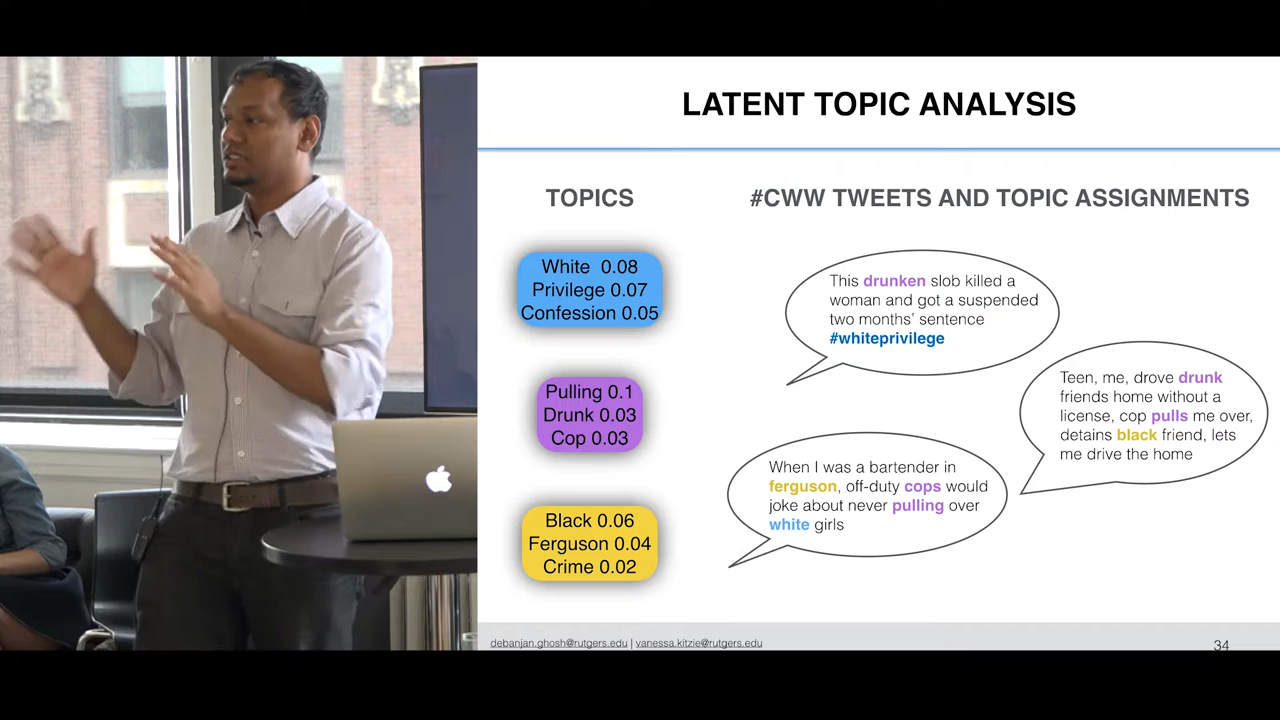 LATENT TOPIC ANALYSIS
TOPICS
White 0.08
Privilege 0.07
Confession 0.05
Pulling 0.1
Drunk 0.03
Cop 0.03
Black 0.06
Ferguson 0.04
Crime 0.02
#CWW TWEETS AND TOPIC ASSIGNMENTS
This drunken slob killed a
woman and got a suspended
two months’ sentence
#whiteprivilege
Teen, me, drove drunk
friends home without a
license, cop pulls me over,
detains black friend, lets
me drive the home
When I was a bartender in
ferguson, off-duty cops would
joke about never pulling over
white girls
debanjan.ghosh@rutgers.edu | vanessa.kitzie@rutgers.edu
34